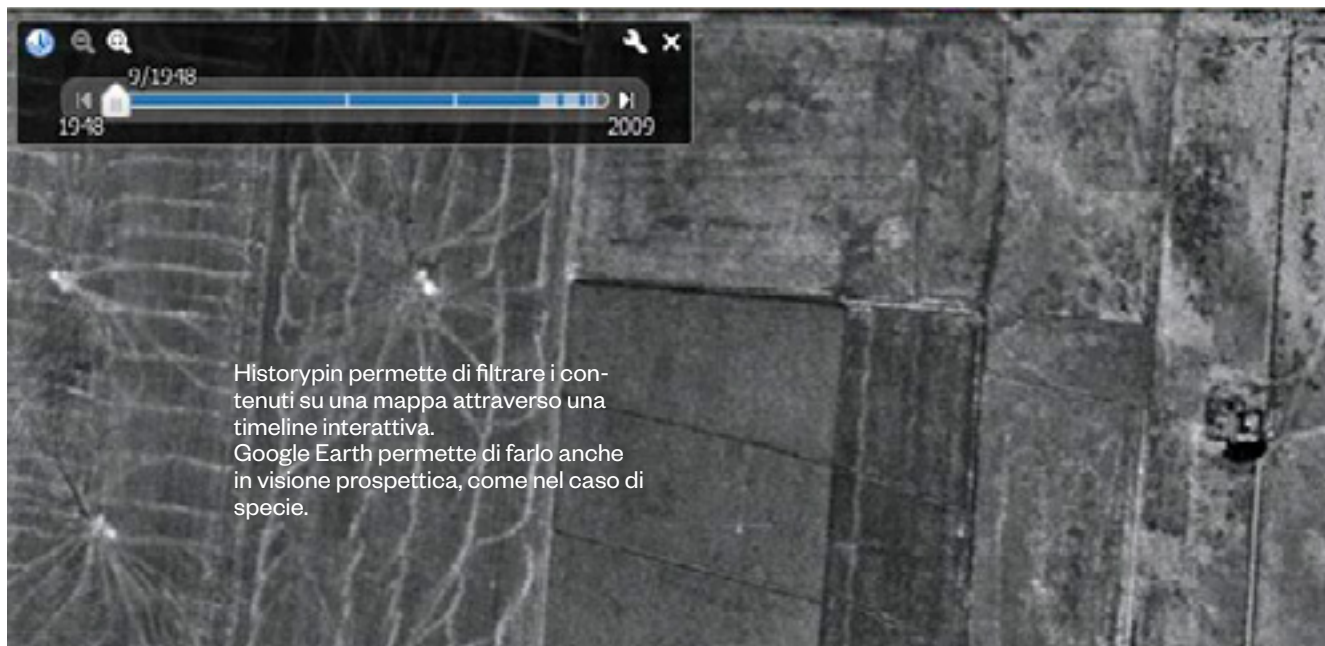 9/1948
1948
2009
Historypin permette di filtrare i con-
tenuti su una mappa attraverso una
timeline interattiva.
Google Earth permette di farlo anche
in visione prospettica, come nel caso di
specie.